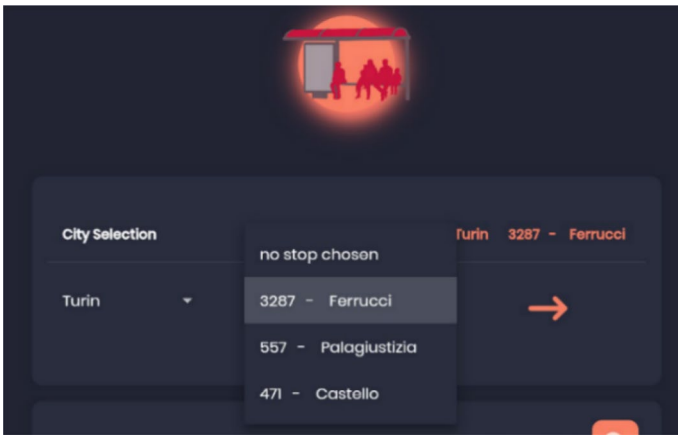 City Selection
Turin 3287 - Ferrucci
no stop chosen
Turin
3287 - Ferrucci
557 - Palagiustizia
471 - Castello